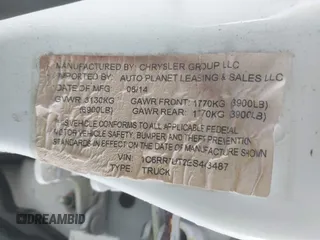 MANUFACTURED BY: CHRYSLER GROUP LLC
IMPORTED BY: AUTO PLANET LEASING & SALES LLC
DATE OF MFG 05/14
GVWR 3130KG GAWR FRONT: 1770KG (3900LB)
(6900LB) GAWR REAR: 1770KG (3900LB)
THIS VEHICLE CONFORMS TO ALL APPLICABLE FEDERAL
MOTOR VEHICLE SAFETY, BUMPER, AND THEFT PREVENTION
STANDARDS IN EFFECT ON THE DATE OF MANUFACTURE
TYPE TRUCK